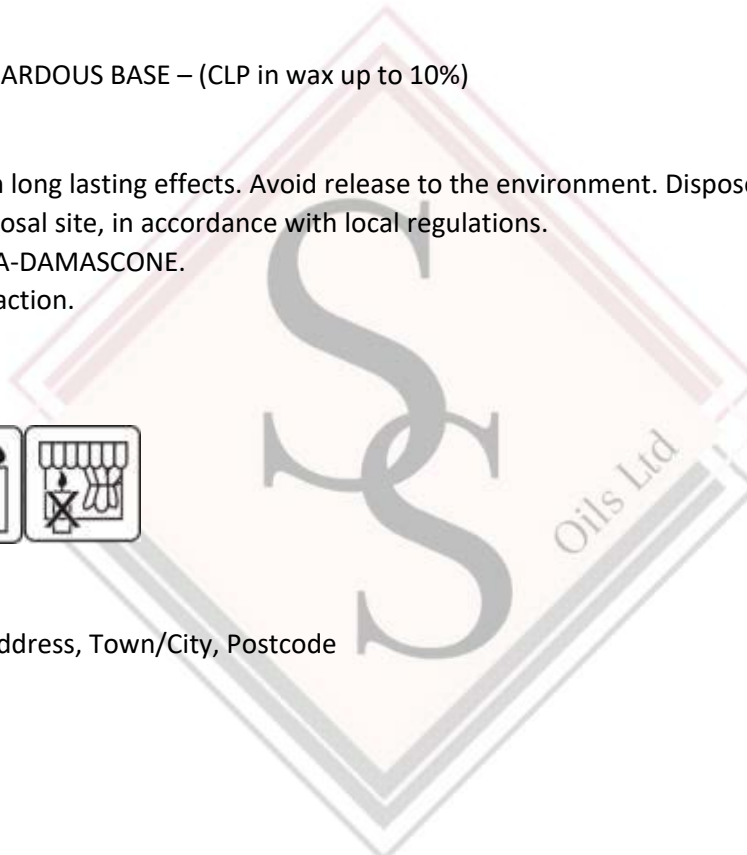 ARDOUS BASE – (CLP in wax up to 10%)
long lasting effects. Avoid release to the environment. Dispose
osal site, in accordance with local regulations.
A-DAMASCONE.
action.
S
S
Oils Ltd
ddress, Town/City, Postcode